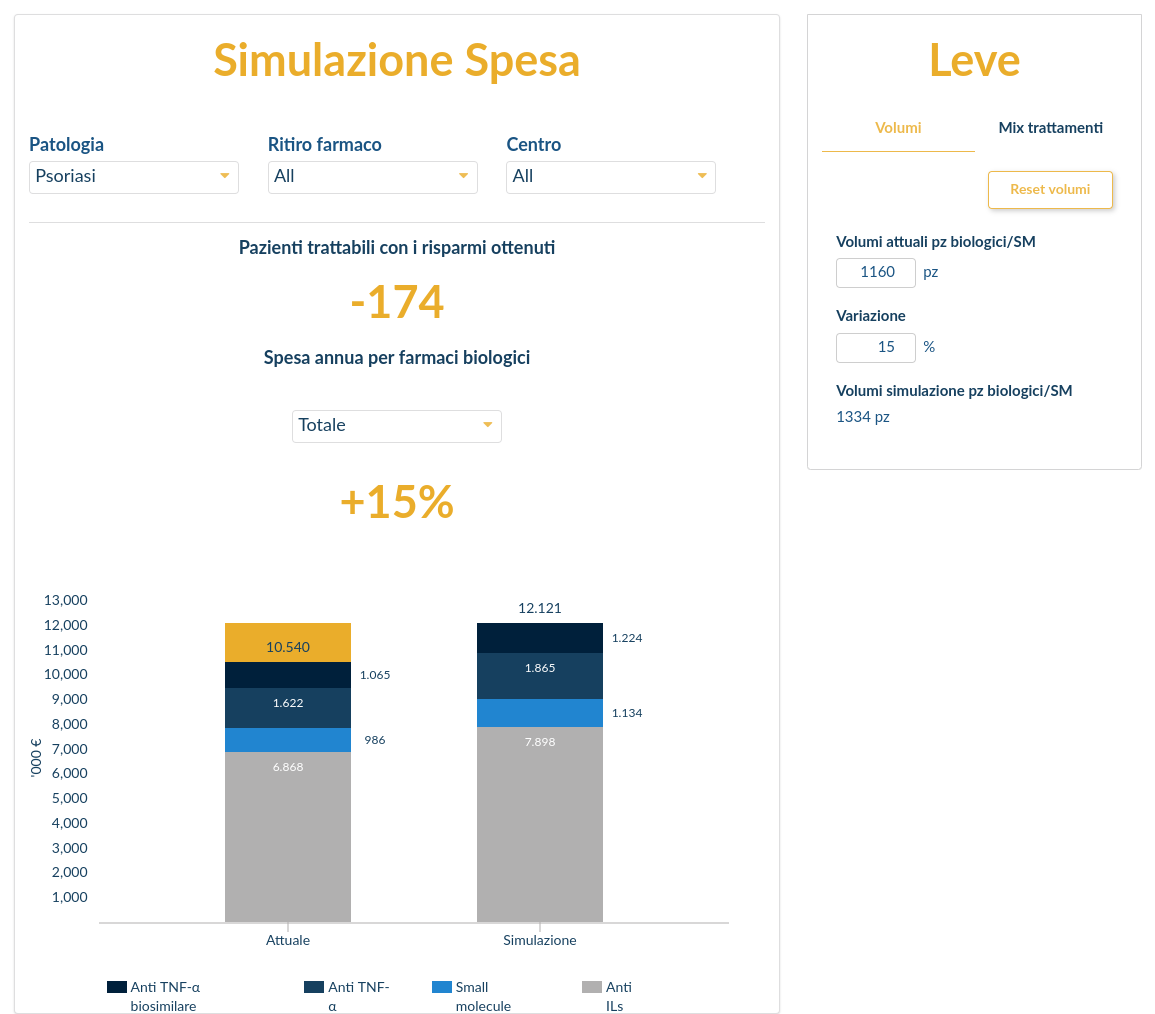 Simulazione Spesa
Patologia
Psoriasi
Ritiro farmaco
All
Centro
All
Pazienti trattabili con i risparmi ottenuti
-174
Spesa annua per farmaci biologici
Totale
+15%
'000 €
13,000
12,000
11,000
10,000
9,000
8,000
7,000
6,000
5,000
4,000
3,000
2,000
1,000
10.540
1.065
1.622
986
6.868
12.121
1.224
1.865
1.134
7.898
Attuale
Simulazione
Anti TNF-α
biosimilare
Anti TNF-
α
Small
molecule
Anti
ILs
Leve
Volumi
Mix trattamenti
Reset volumi
Volumi attuali pz biologici/SM
1160 pz
Variazione
15 %
Volumi simulazione pz biologici/SM
1334 pz